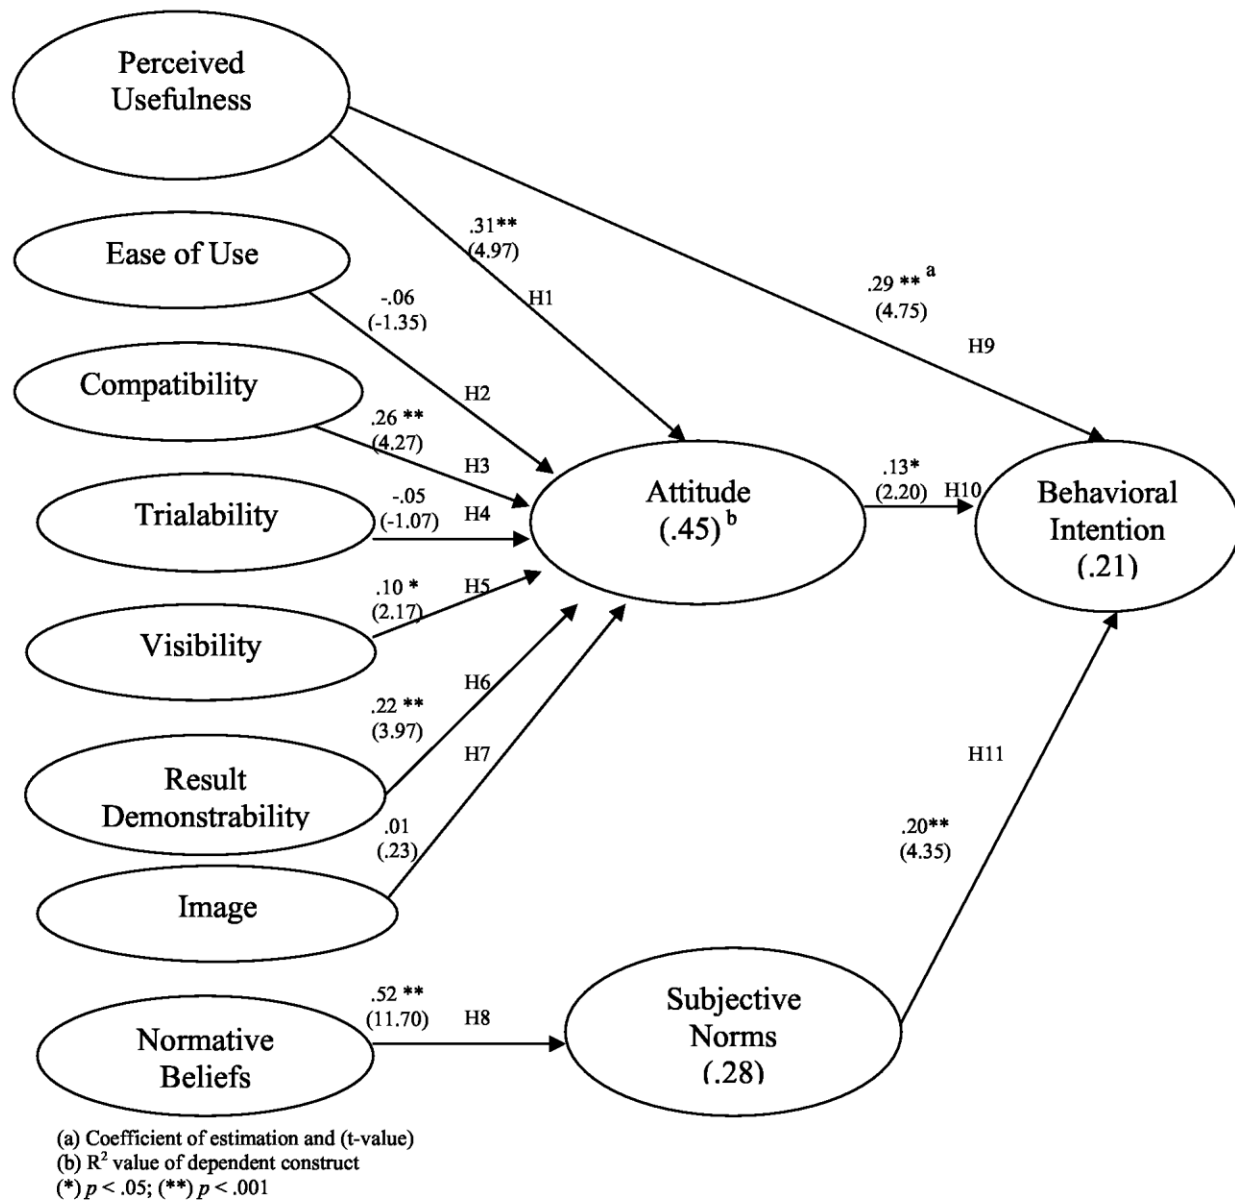 Perceived
Usefulness
.31**
(4.97)
H1
.29 ** a
(4.75)
H9
Ease of Use
-.06
(-1.35)
H2
Compatibility
.26 **
(4.27)
H3
Trialability
-.05
(-1.07)
H4
Attitude
(.45) b
.13*
(2.20)
H10
Behavioral
Intention
(.21)
Visibility
.10 *
(2.17)
H5
Result
Demonstrability
.22 **
(3.97)
H6
Image
.01
(.23)
H7
H11
.20**
(4.35)
Normative
Beliefs
.52 **
(11.70)
H8
Subjective
Norms
(.28)
(a) Coefficient of estimation and (t-value)
(b) R² value of dependent construct
(*) p < .05; (**) p < .001